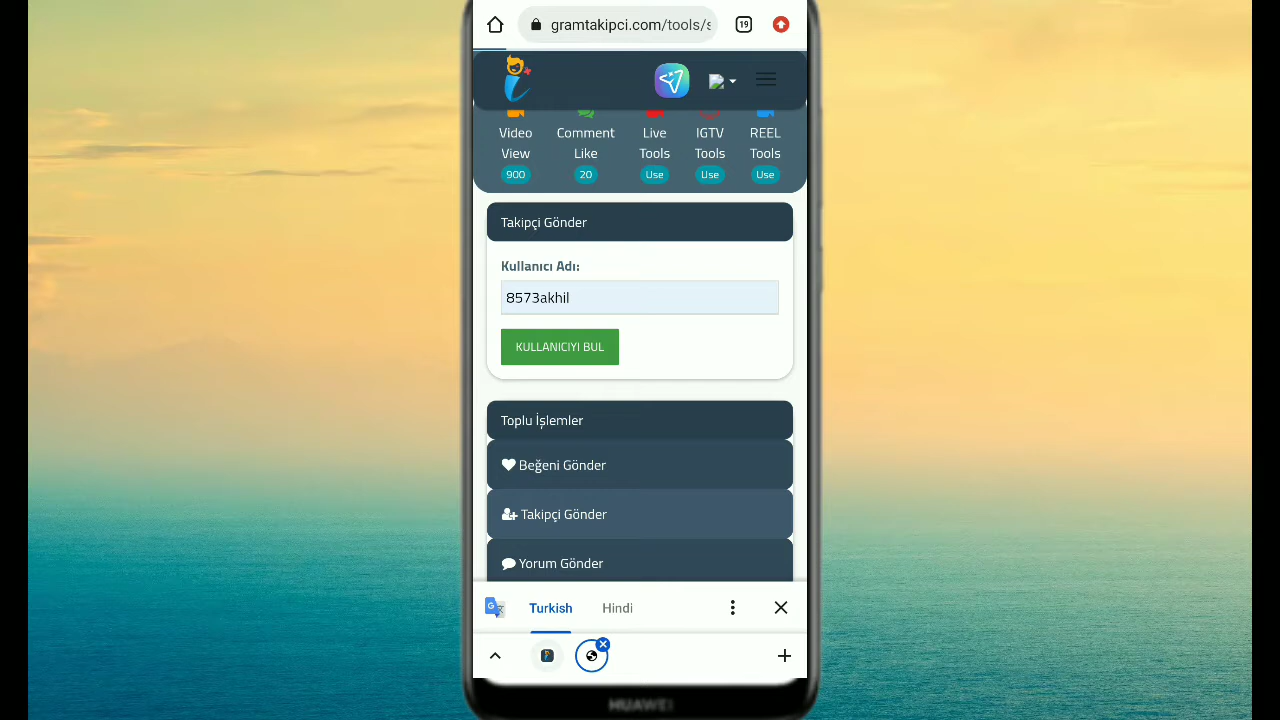 gramtakipci.com/tools/s
19
Video View
Comment Like
Live Tools
IGTV Tools
REEL Tools
900
20
Use
Use
Use
Takipçi Gönder
Kullanıcı Adı:
8573akhil
KULLANICIYI BUL
Toplu İşlemler
Beğeni Gönder
Takipçi Gönder
Yorum Gönder
Turkish
Hindi
HUAWEI